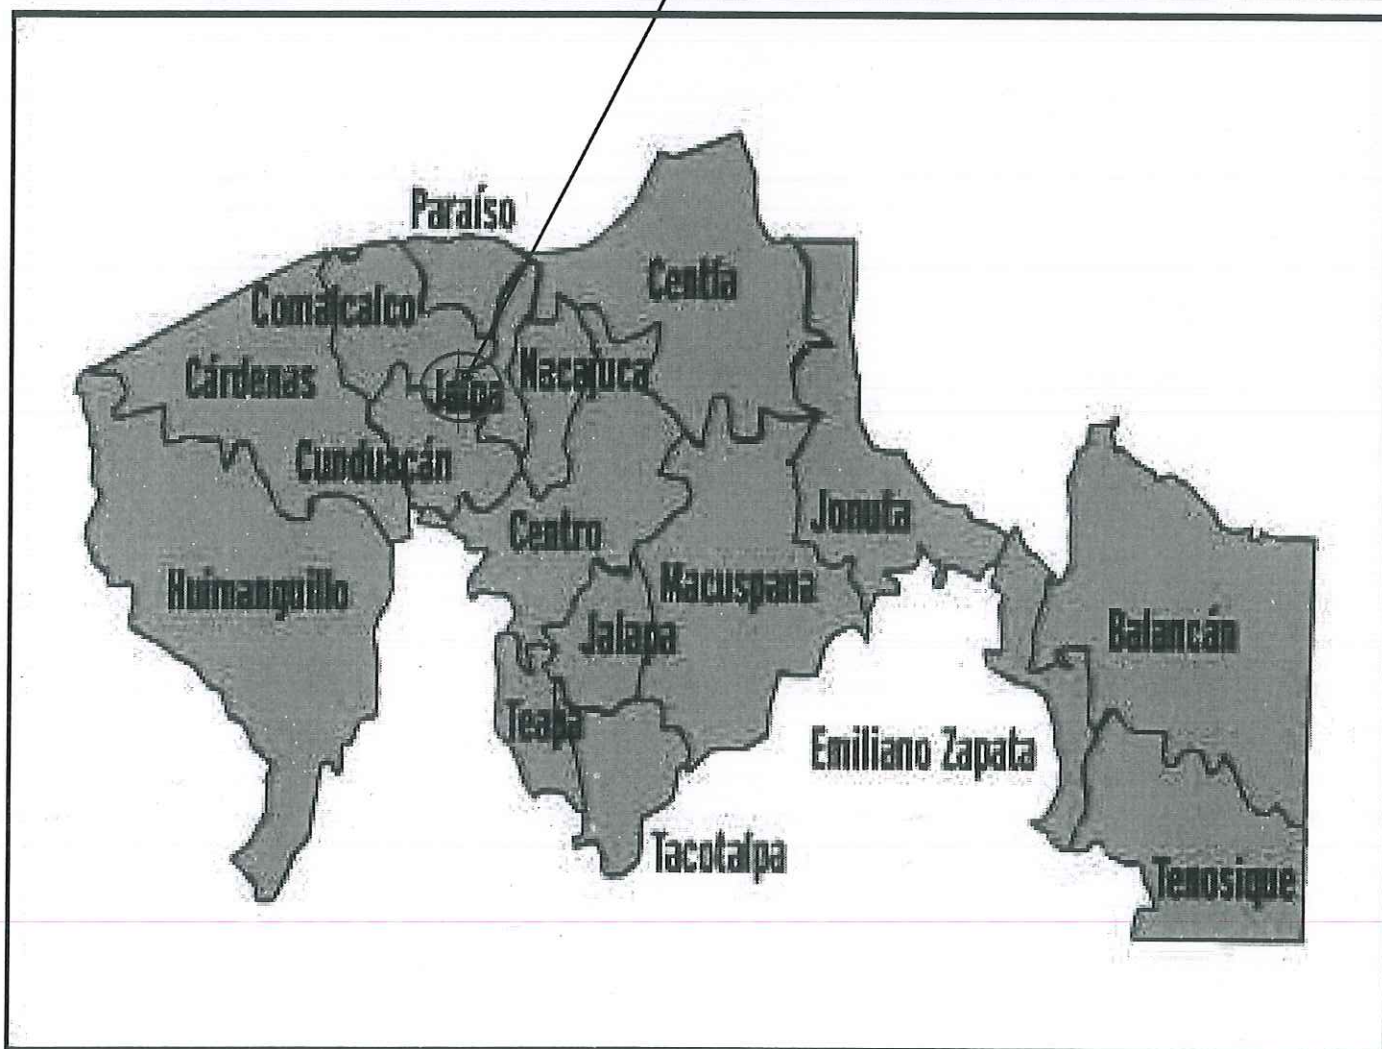 Paraíso
Centla
Comalcalco
Cárdenas
Jalpa
Nacajuca
Cunduacán
Jonuta
Centro
Huimanguillo
Macuspana
Jalapa
Balancán
Teapa
Emiliano Zapata
Tacotalpa
Tenosique